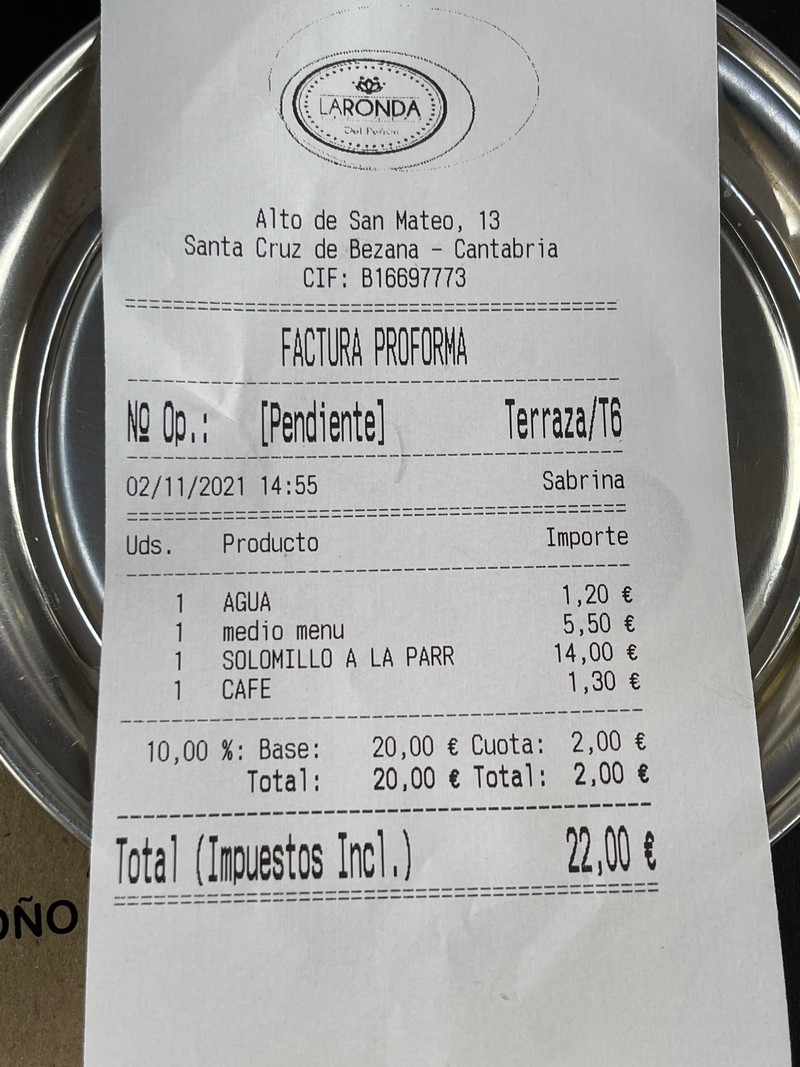 LARONDA
Del Peñón
Alto de San Mateo, 13
Santa Cruz de Bezana - Cantabria
CIF: B16697773
FACTURA PROFORMA
Nº Op.: [Pendiente] Terraza/T6
02/11/2021 14:55 Sabrina
Uds. Producto Importe
1 AGUA 1,20 €
1 medio menu 5,50 €
1 SOLOMILLO A LA PARR 14,00 €
1 CAFE 1,30 €
10,00 %: Base: 20,00 € Cuota: 2,00 €
Total: 20,00 € Total: 2,00 €
Total (Impuestos Incl.) 22,00 €
OÑO